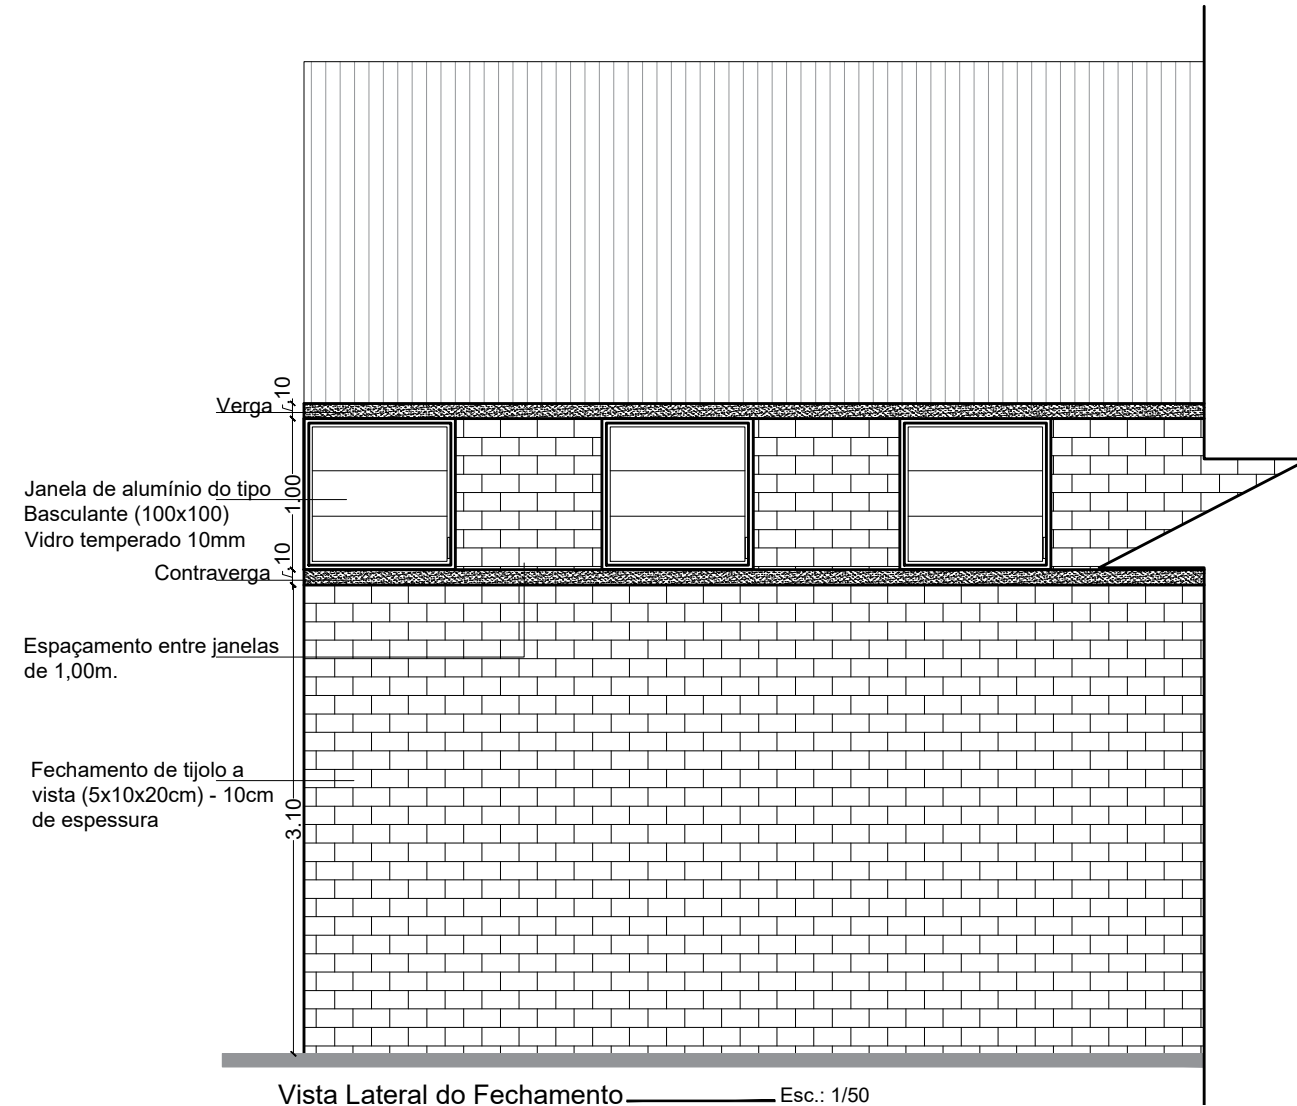 .10
Verga
Janela de alumínio do tipo
Basculante (100x100)
Vidro temperado 10mm
1.00
.10
Contraverga
Espaçamento entre janelas
de 1,00m.
Fechamento de tijolo a
vista (5x10x20cm) - 10cm
de espessura
3.10
Vista Lateral do Fechamento
Esc.: 1/50